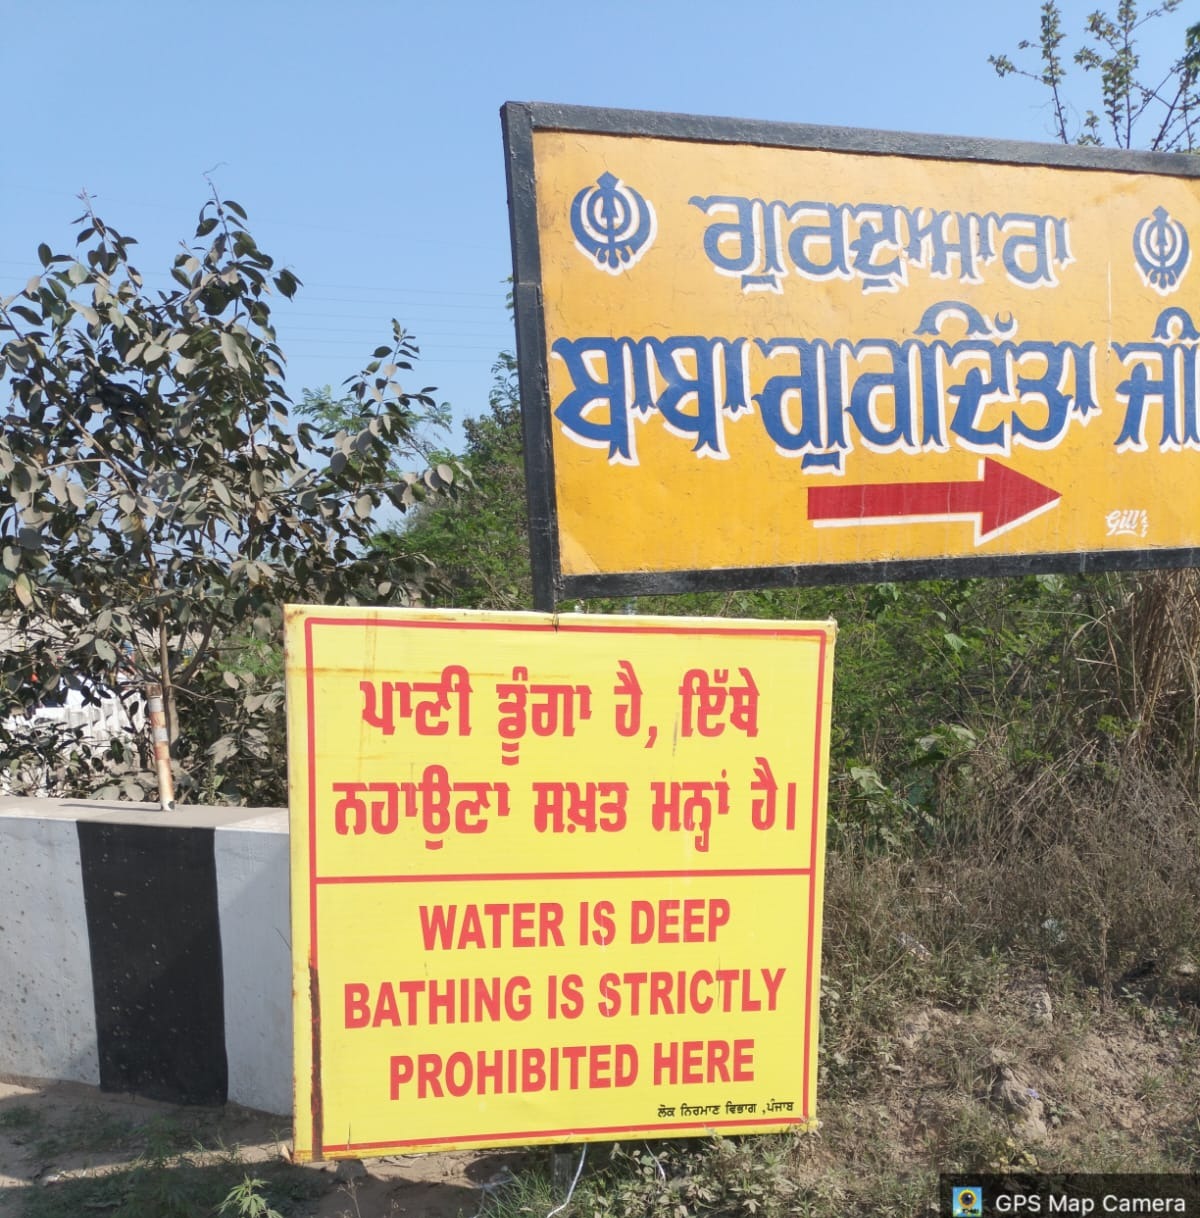 ਗੁਰਦੁਆਰਾ
ਬਾਬਾ ਗੁਰਦਿੱਤਾ ਜੀ
Gill
ਪਾਣੀ ਡੂੰਗਾ ਹੈ, ਇੱਥੇ
ਨਹਾਉਣਾ ਸਖ਼ਤ ਮਨ੍ਹਾਂ ਹੈ।
WATER IS DEEP
BATHING IS STRICTLY
PROHIBITED HERE
ਲੋਕ ਨਿਰਮਾਣ ਵਿਭਾਗ ,ਪੰਜਾਬ
GPS Map Camera